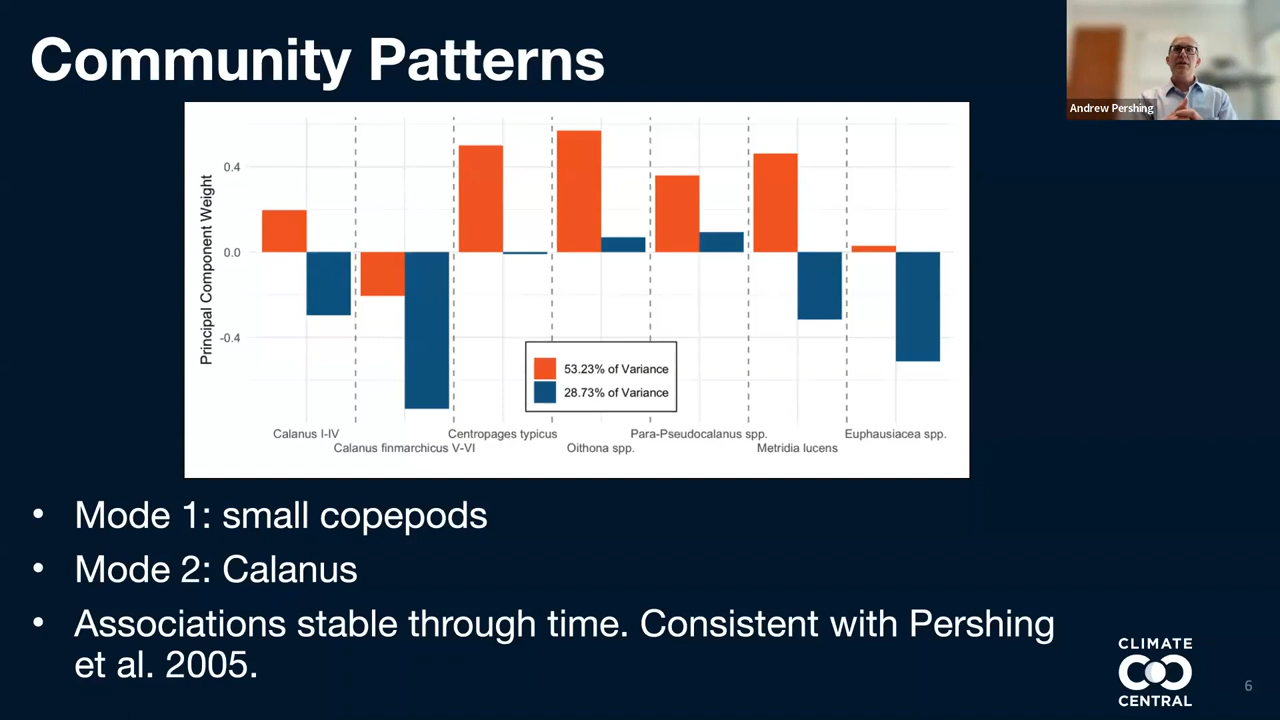 Community Patterns
Andrew Pershing
Principal Component Weight
0.4
0.0
-0.4
53.23% of Variance
28.73% of Variance
Calanus I-IV
Calanus finmarchicus V-VI
Centropages typicus
Oithona spp.
Para-Pseudocalanus spp.
Metridia lucens
Euphausiacea spp.
• Mode 1: small copepods
• Mode 2: Calanus
• Associations stable through time. Consistent with Pershing
et al. 2005.
CLIMATE
CENTRAL
6